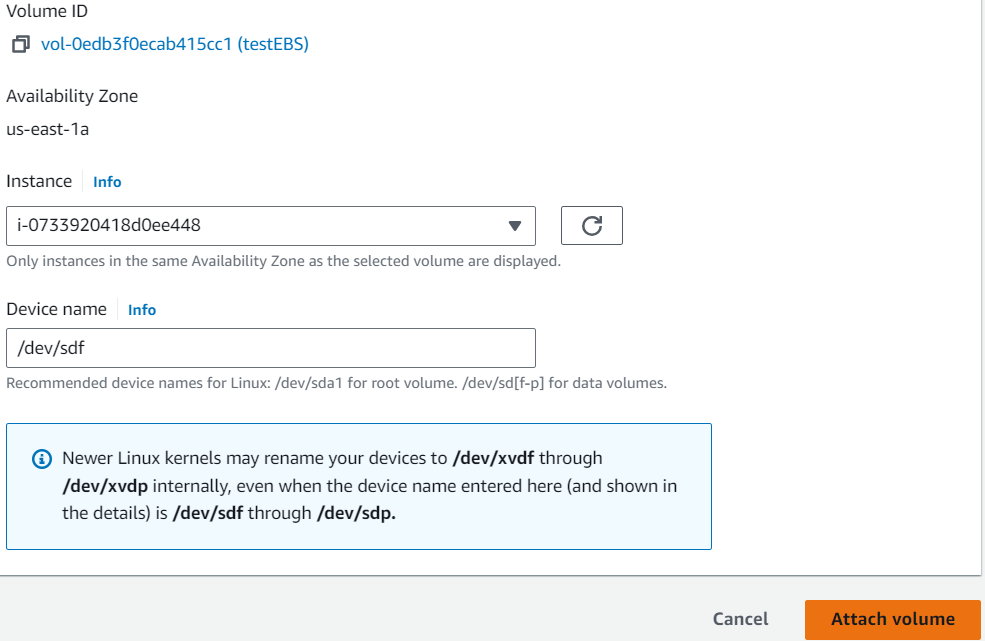 Volume ID
vol-0edb3f0ecab415cc1 (testEBS)
Availability Zone
us-east-1a
Instance Info
i-0733920418d0ee448
Only instances in the same Availability Zone as the selected volume are displayed.
Device name Info
/dev/sdf
Recommended device names for Linux: /dev/sda1 for root volume. /dev/sd[f-p] for data volumes.
Newer Linux kernels may rename your devices to /dev/xvdf through
/dev/xvdp internally, even when the device name entered here (and shown in
the details) is /dev/sdf through /dev/sdp.
Cancel Attach volume